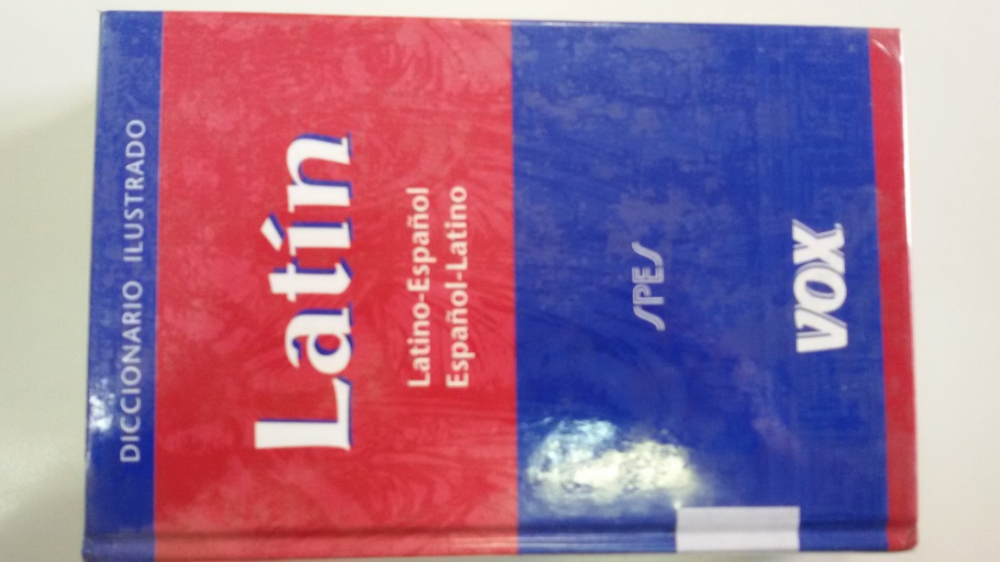 DICCIONARIO ILUSTRADO
Latín
Latino-Español
Español-Latino
SPES
VOX